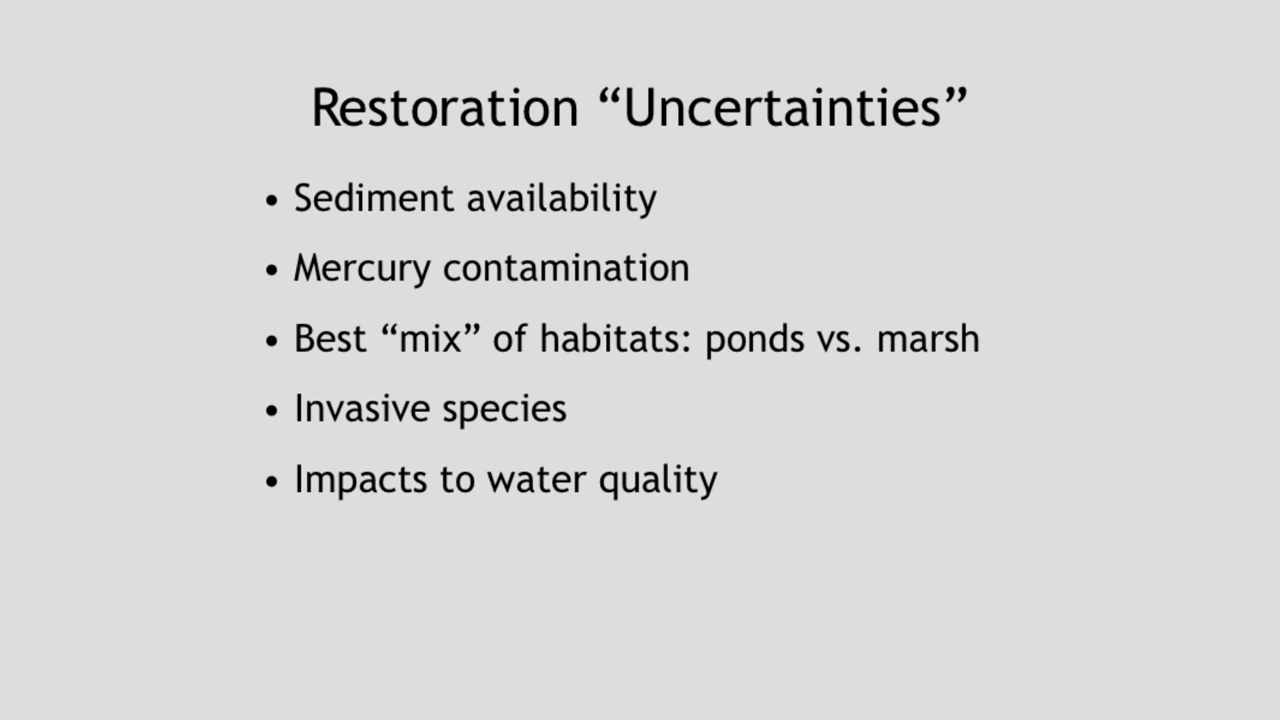 Restoration “Uncertainties”
• Sediment availability
• Mercury contamination
• Best “mix” of habitats: ponds vs. marsh
• Invasive species
• Impacts to water quality